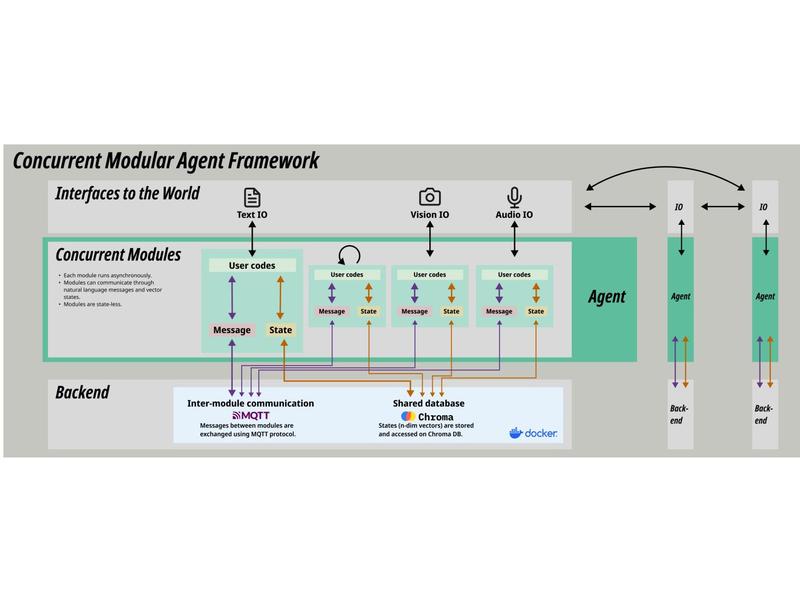 Concurrent Modular Agent Framework
Interfaces to the World
Text IO
Vision IO
Audio IO
IO
IO
Concurrent Modules
• Each module runs asynchronously.
• Modules can communicate through
natural language messages and vector
states.
• Modules are state-less.
User codes
Message
State
User codes
Message
State
User codes
Message
State
User codes
Message
State
Agent
Agent
Agent
Backend
Inter-module communication
MQTT
Messages between modules are
exchanged using MQTT protocol.
Shared database
Chroma
States (n-dim vectors) are stored
and accessed on Chroma DB.
docker
Back-
end
Back-
end